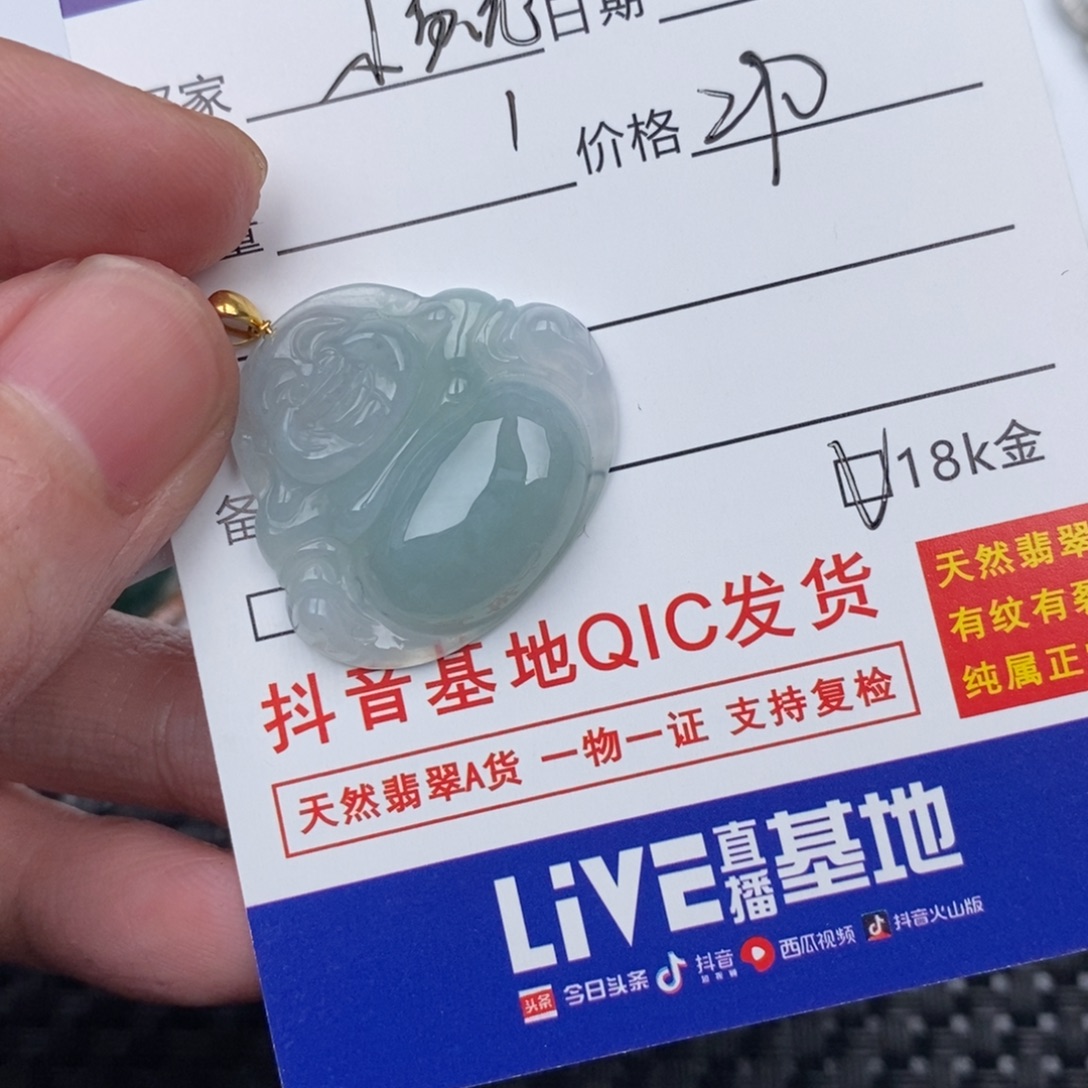 日期
家
价格
18k金
抖音基地QIC发货
天然翡翠A货 一物一证 支持复检
天然翡翠
有纹有裂
纯属正
LiVE直播基地
头条 今日头条 抖音 西瓜视频 抖音火山版